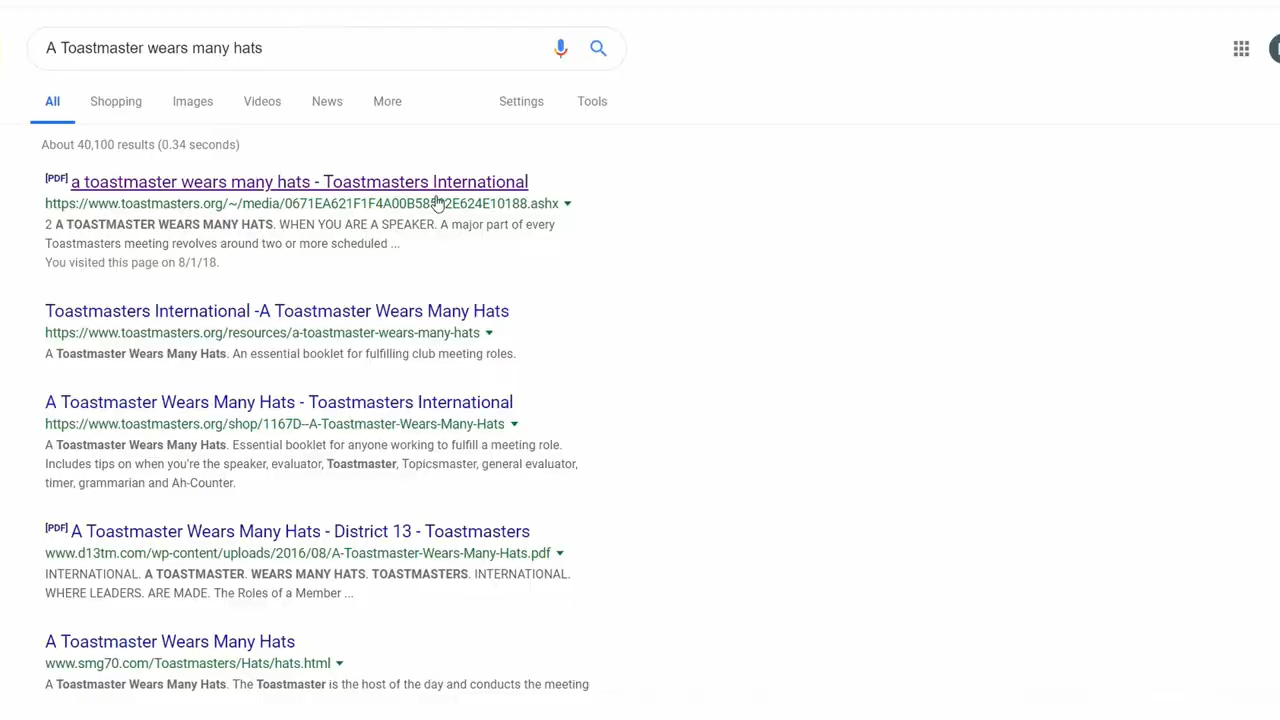 A Toastmaster wears many hats
All Shopping Images Videos News More Settings Tools
About 40,100 results (0.34 seconds)
[PDF] a toastmaster wears many hats - Toastmasters International
2 A TOASTMASTER WEARS MANY HATS. WHEN YOU ARE A SPEAKER. A major part of every
Toastmasters meeting revolves around two or more scheduled ...
You visited this page on 8/1/18.
Toastmasters International -A Toastmaster Wears Many Hats
https://www.toastmasters.org/resources/a-toastmaster-wears-many-hats
A Toastmaster Wears Many Hats. An essential booklet for fulfilling club meeting roles.
A Toastmaster Wears Many Hats - Toastmasters International
https://www.toastmasters.org/shop/1167D--A-Toastmaster-Wears-Many-Hats
A Toastmaster Wears Many Hats. Essential booklet for anyone working to fulfill a meeting role.
Includes tips on when you're the speaker, evaluator, Toastmaster, Topicsmaster, general evaluator,
timer, grammarian and Ah-Counter.
[PDF] A Toastmaster Wears Many Hats - District 13 - Toastmasters
www.d13tm.com/wp-content/uploads/2016/08/A-Toastmaster-Wears-Many-Hats.pdf
INTERNATIONAL. A TOASTMASTER. WEARS MANY HATS. TOASTMASTERS. INTERNATIONAL.
WHERE LEADERS. ARE MADE. The Roles of a Member ...
A Toastmaster Wears Many Hats
www.smg70.com/Toastmasters/Hats/hats.html
A Toastmaster Wears Many Hats. The Toastmaster is the host of the day and conducts the meeting